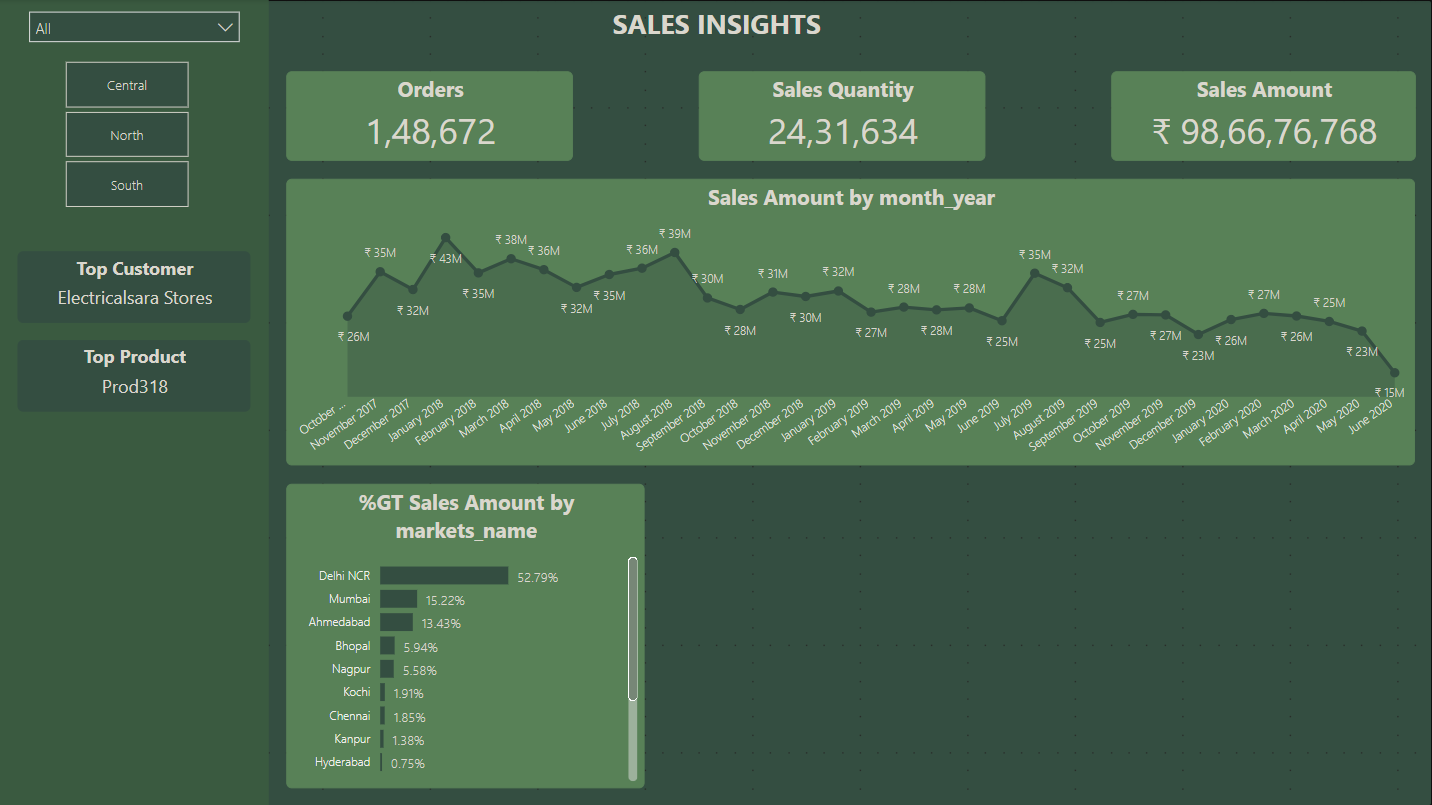 All
Central
North
South
Top Customer
Electricalsara Stores
Top Product
Prod318
SALES INSIGHTS
Orders
1,48,672
Sales Quantity
24,31,634
Sales Amount
₹ 98,66,76,768
Sales Amount by month_year
₹ 26M
₹ 35M
₹ 32M
₹ 43M
₹ 35M
₹ 38M
₹ 36M
₹ 32M
₹ 35M
₹ 36M
₹ 39M
₹ 30M
₹ 28M
₹ 31M
₹ 30M
₹ 32M
₹ 27M
₹ 28M
₹ 28M
₹ 28M
₹ 25M
₹ 35M
₹ 32M
₹ 25M
₹ 27M
₹ 27M
₹ 23M
₹ 26M
₹ 27M
₹ 26M
₹ 25M
₹ 23M
₹ 15M
October ...
November 2017
December 2017
January 2018
February 2018
March 2018
April 2018
May 2018
June 2018
July 2018
August 2018
September 2018
October 2018
November 2018
December 2018
January 2019
February 2019
March 2019
April 2019
May 2019
June 2019
July 2019
August 2019
September 2019
October 2019
November 2019
December 2019
January 2020
February 2020
March 2020
April 2020
May 2020
June 2020
%GT Sales Amount by
markets_name
Delhi NCR 52.79%
Mumbai 15.22%
Ahmedabad 13.43%
Bhopal 5.94%
Nagpur 5.58%
Kochi 1.91%
Chennai 1.85%
Kanpur 1.38%
Hyderabad 0.75%